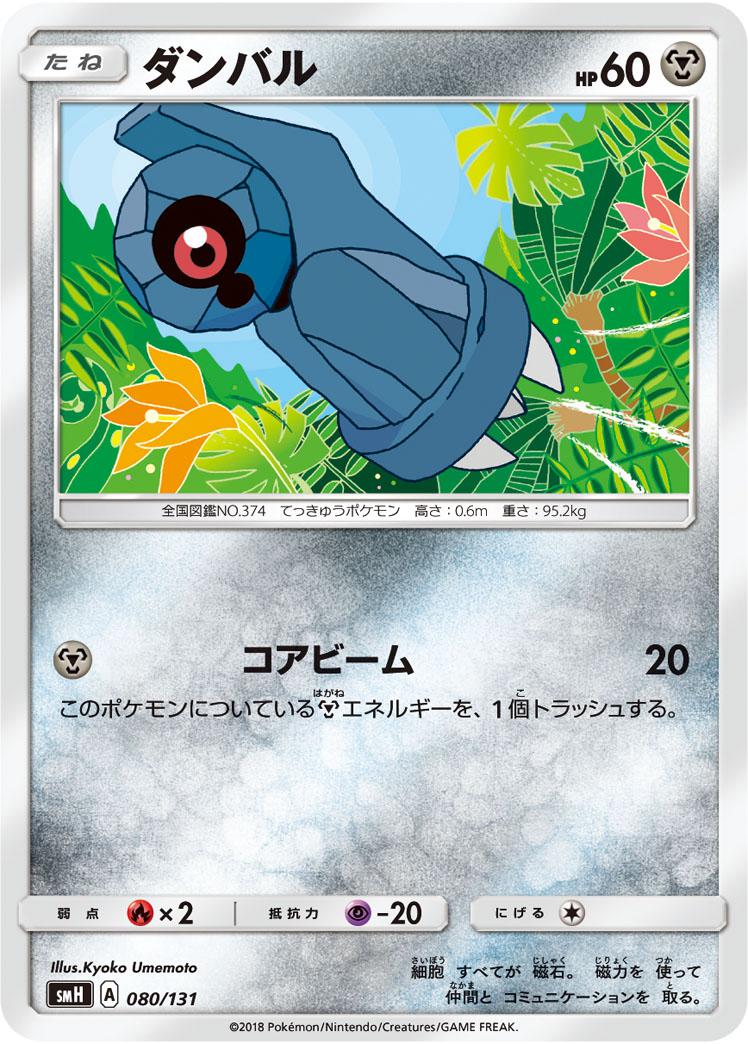 たね ダンバル HP60
全国図鑑NO.374 てっきゅうポケモン 高さ:0.6m 重さ:95.2kg
コアビーム 20
はがね こ
このポケモンについているエネルギーを、1個トラッシュする。
弱点 ×2 抵抗力 -20 にげる
Illus.Kyoko Umemoto
さいぼう じしゃく じりょく つか
細胞 すべてが 磁石。 磁力を 使って
なかま と
仲間と コミュニケーションを 取る。
SMH A 080/131
©2018 Pokémon/Nintendo/Creatures/GAME FREAK.